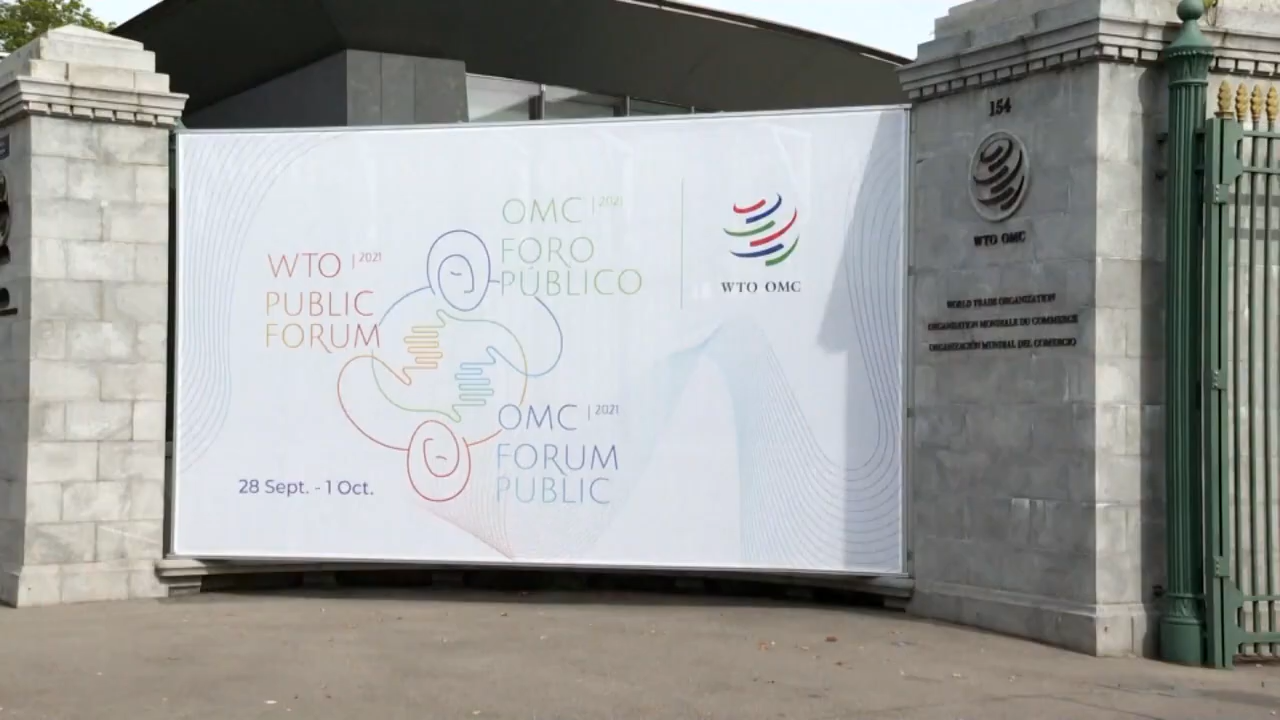 WTO | 2021
PUBLIC
FORUM
OMC | 2021
FORO
PÚBLICO
OMC | 2021
FORUM
PUBLIC
28 Sept. - 1 Oct.
WTO OMC
154
WTO OMC
WORLD TRADE ORGANIZATION
ORGANISATION MONDIALE DU COMMERCE
ORGANIZACIÓN MUNDIAL DEL COMERCIO